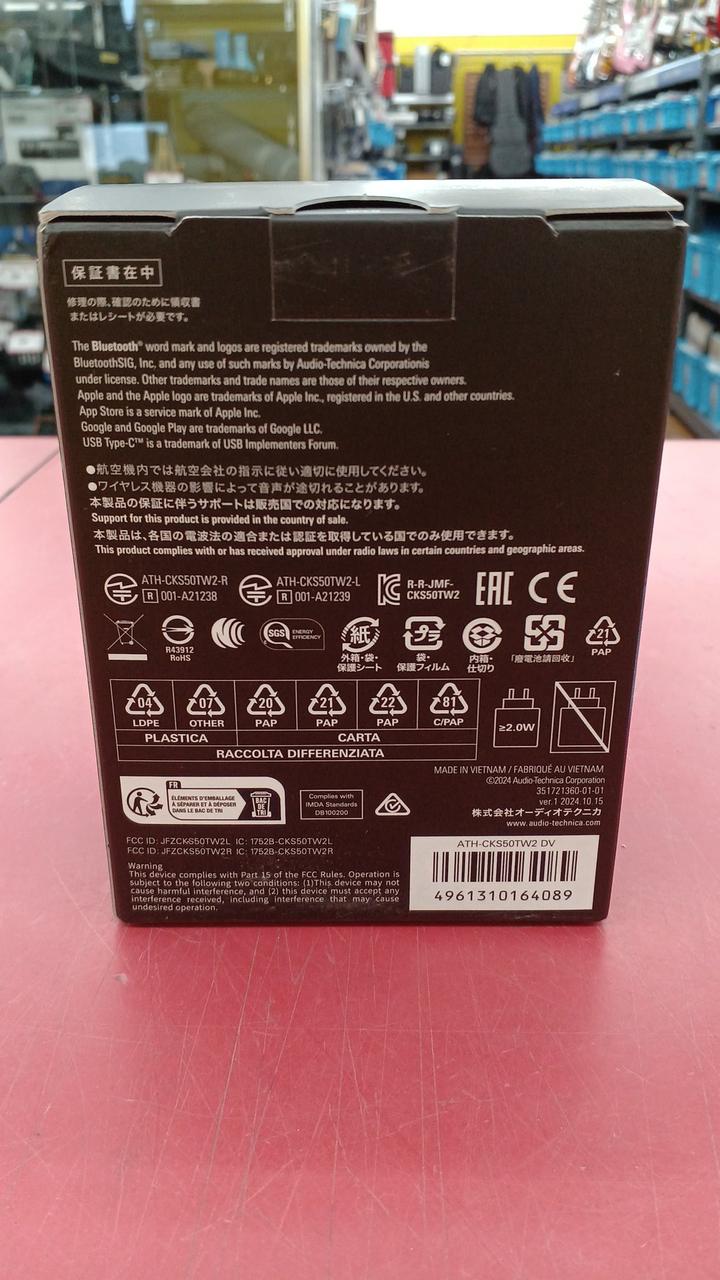 保証書在中
修理の際、確認のために領収書
またはレシートが必要です。
The Bluetooth® word mark and logos are registered trademarks owned by the
BluetoothSIG, Inc, and any use of such marks by Audio-Technica Corporationis
under license. Other trademarks and trade names are those of their respective owners.
Apple and the Apple logo are trademarks of Apple Inc., registered in the U.S. and other countries.
App Store is a service mark of Apple Inc.
Google and Google Play are trademarks of Google LLC.
USB Type-C™ is a trademark of USB Implementers Forum.
●航空機内では航空会社の指示に従い適切に使用してください。
●ワイヤレス機器の影響によって音声が途切れることがあります。
本製品の保証に伴うサポートは販売国での対応になります。
Support for this product is provided in the country of sale.
本製品は、各国の電波法の適合または認証を取得している国でのみ使用できます。
This product complies with or has received approval under radio laws in certain countries and geographic areas.
ATH-CKS50TW2-R
R 001-A21238
ATH-CKS50TW2-L
R 001-A21239
R-R-JMF-
CKS50TW2
EAC CE
R43912
RoHS
SGS ENERGY
EFFICIENCY
紙
外箱・袋・
保護シート
プラ
袋・
保護フィルム
内箱・
仕切り
「廢電池請回收」
21
PAP
04 07 20 21 22 81
LDPE OTHER PAP PAP PAP C/PAP
PLASTICA CARTA
RACCOLTA DIFFERENZIATA
≥2.0W
MADE IN VIETNAM / FABRIQUÉ AU VIETNAM
©2024 Audio-Technica Corporation
351721360-01-01
ver.1 2024.10.15
株式会社オーディオテクニカ
www.audio-technica.com
FR
ÉLÉMENTS D'EMBALLAGE
À SÉPARER ET À DÉPOSER
DANS LE BAC DE TRI
BAC
DE
TRI
Complies with
IMDA Standards
DB100200
FCC ID: JFZCKS50TW2L IC: 1752B-CKS50TW2L
FCC ID: JFZCKS50TW2R IC: 1752B-CKS50TW2R
Warning
This device complies with Part 15 of the FCC Rules. Operation is
subject to the following two conditions: (1)This device may not
cause harmful interference, and (2) this device must accept any
interference received, including interference that may cause
undesired operation.
ATH-CKS50TW2 DV
4961310164089